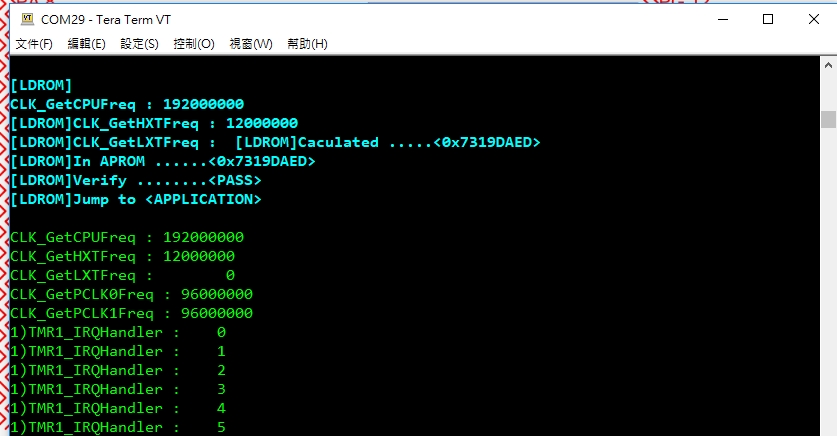 COM29 - Tera Term VT
文件(F) 編輯(E) 設定(S) 控制(O) 視窗(W) 幫助(H)
[LDROM]
CLK_GetCPUFreq : 192000000
[LDROM]CLK_GetHXTFreq : 12000000
[LDROM]CLK_GetLXTFreq :  [LDROM]Caculated .....<0x7319DAED>
[LDROM]In APROM ......<0x7319DAED>
[LDROM]Verify ........<PASS>
[LDROM]Jump to <APPLICATION>
CLK_GetCPUFreq : 192000000
CLK_GetHXTFreq : 12000000
CLK_GetLXTFreq :        0
CLK_GetPCLK0Freq : 96000000
CLK_GetPCLK1Freq : 96000000
1)TMR1_IRQHandler :    0
1)TMR1_IRQHandler :    1
1)TMR1_IRQHandler :    2
1)TMR1_IRQHandler :    3
1)TMR1_IRQHandler :    4
1)TMR1_IRQHandler :    5